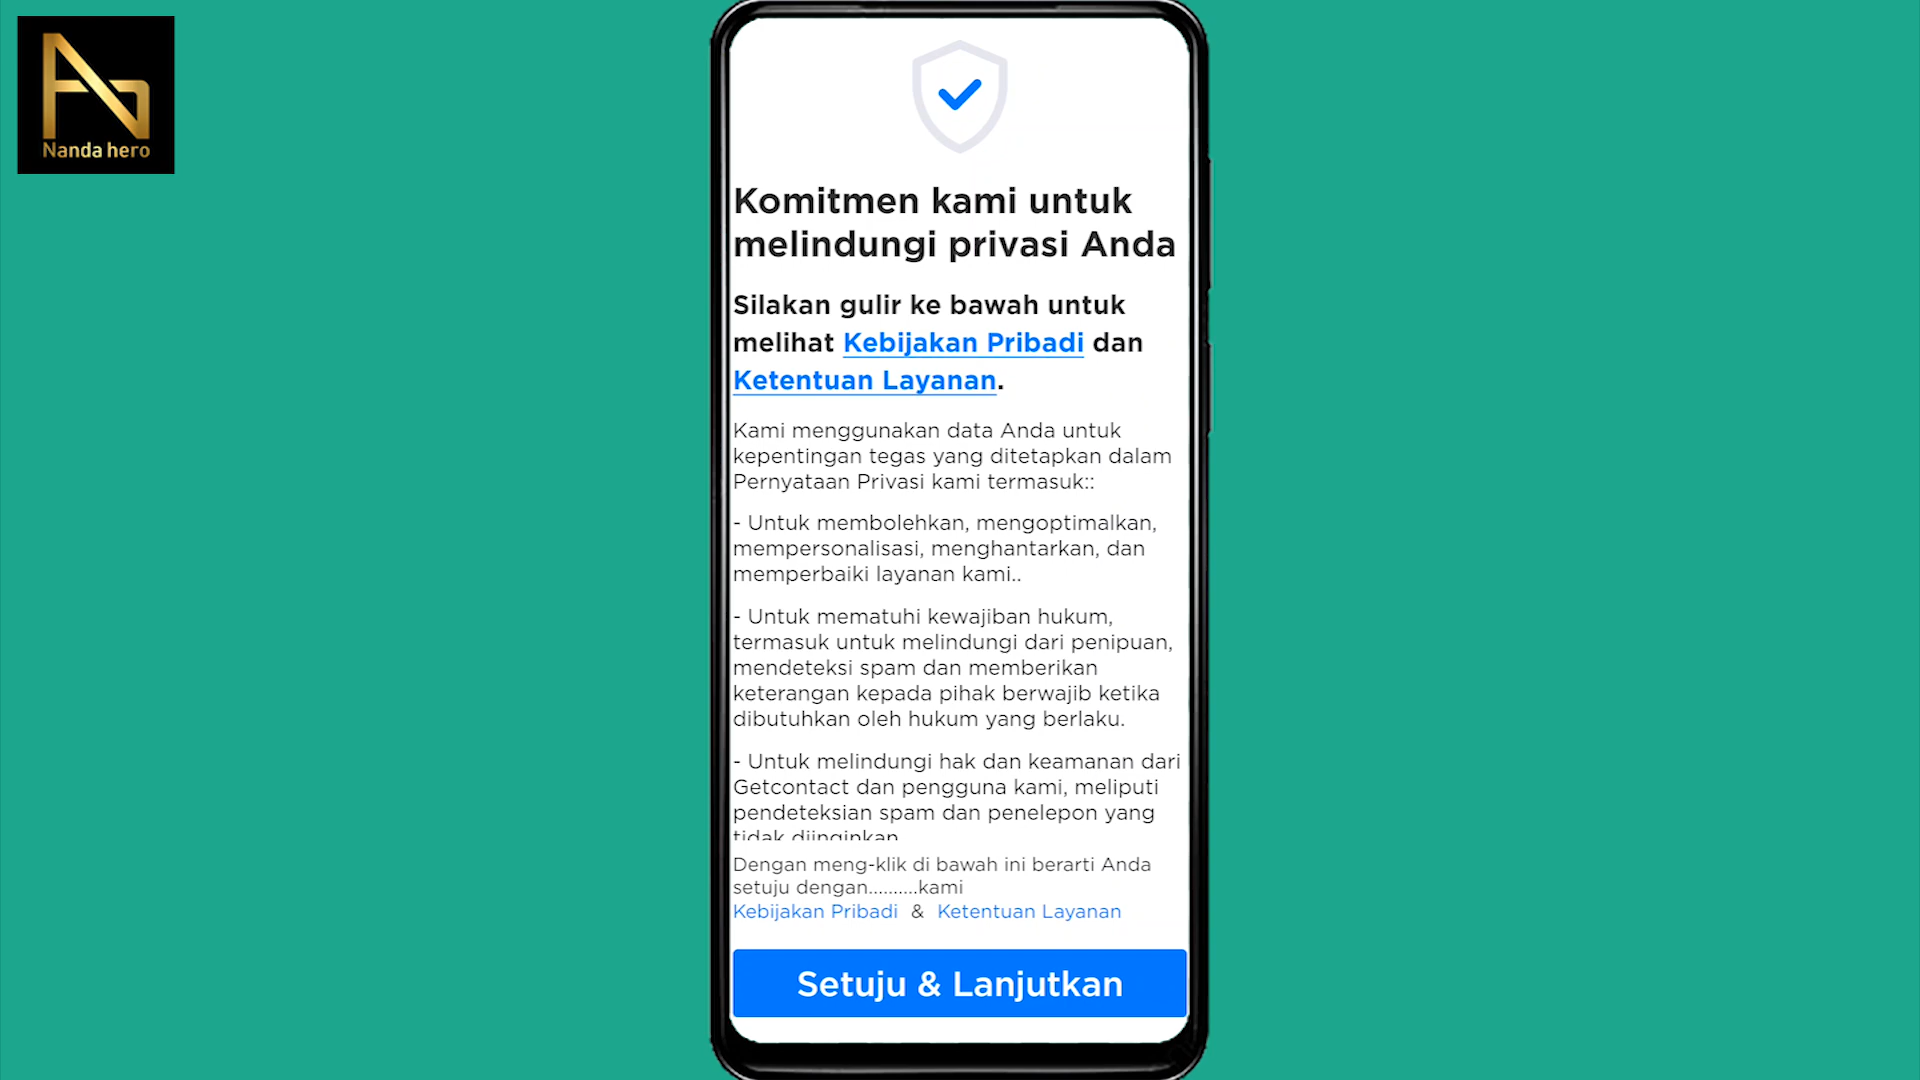 Nanda hero
Komitmen kami untuk
melindungi privasi Anda
Silakan gulir ke bawah untuk
melihat Kebijakan Pribadi dan
Ketentuan Layanan.
Kami menggunakan data Anda untuk
kepentingan tegas yang ditetapkan dalam
Pernyataan Privasi kami termasuk::
- Untuk membolehkan, mengoptimalkan,
mempersonalisasi, menghantarkan, dan
memperbaiki layanan kami..
- Untuk mematuhi kewajiban hukum,
termasuk untuk melindungi dari penipuan,
mendeteksi spam dan memberikan
keterangan kepada pihak berwajib ketika
dibutuhkan oleh hukum yang berlaku.
- Untuk melindungi hak dan keamanan dari
Getcontact dan pengguna kami, meliputi
pendeteksian spam dan penelepon yang
tidak diinginkan
Dengan meng-klik di bawah ini berarti Anda
setuju dengan..........kami
Kebijakan Pribadi & Ketentuan Layanan
Setuju & Lanjutkan